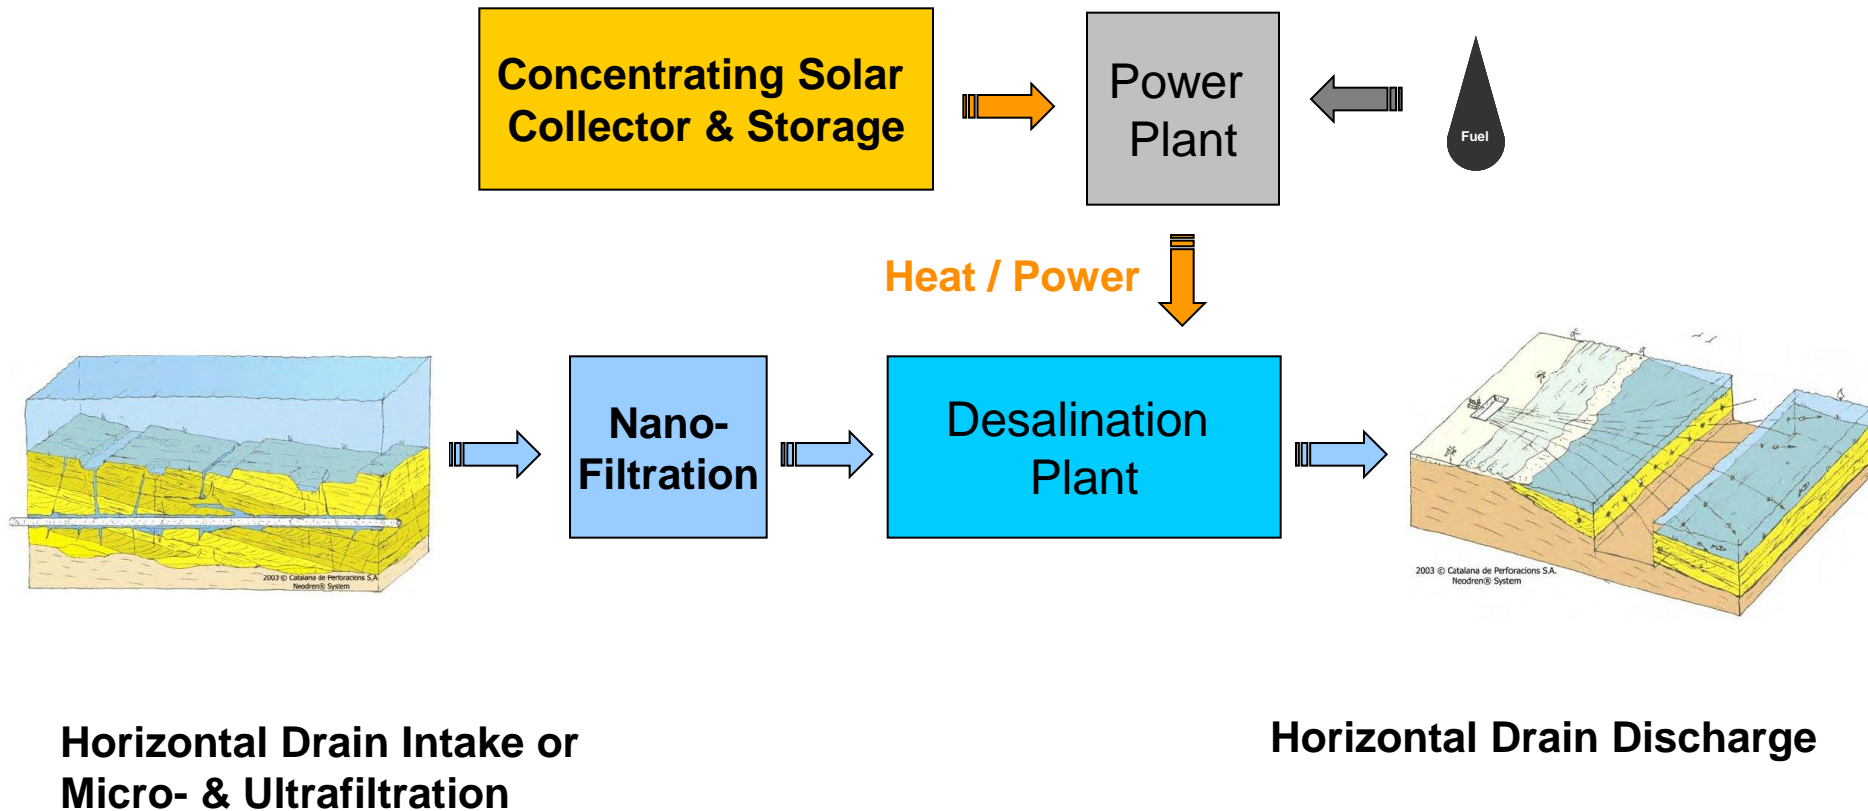 Concentrating Solar
Collector & Storage
Power
Plant
Fuel
Heat / Power
Nano-
Filtration
Desalination
Plant
2003 © Catalana de Perforacions S.A.
Neodren® System
2003 © Catalana de Perforacions S.A.
Neodren® System
Horizontal Drain Intake or
Micro- & Ultrafiltration
Horizontal Drain Discharge